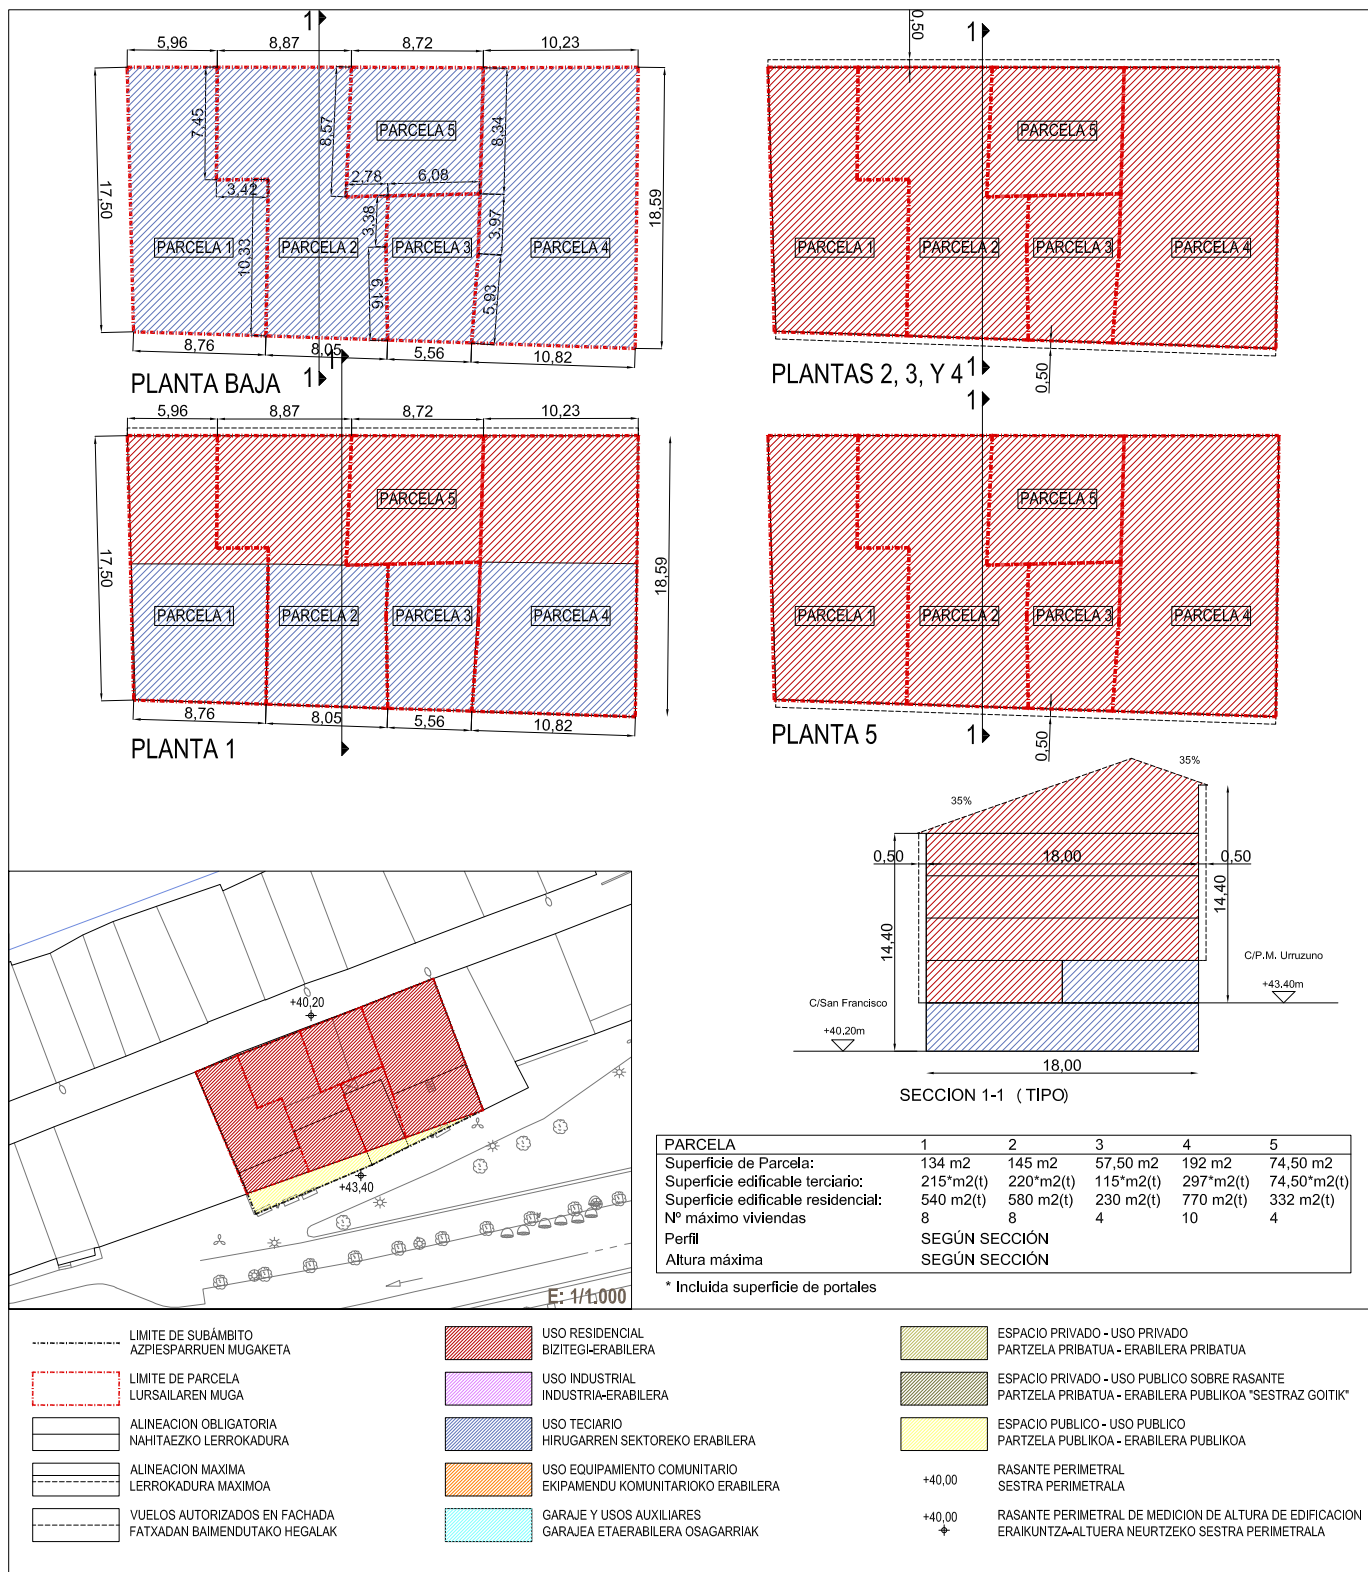 1
5,96 8,87 8,72 10,23
7,45
8,57
PARCELA 5
8,34
17,50
3,42
2,78
6,08
18,59
3,38
3,97
PARCELA 1 PARCELA 2 PARCELA 3 PARCELA 4
10,33
6,16
5,93
8,76 8,05 5,56 10,82
PLANTA BAJA
1
0,50
1
PARCELA 5
PARCELA 1 PARCELA 2 PARCELA 3 PARCELA 4
PLANTAS 2, 3, Y 4
1
0,50
1
5,96 8,87 8,72 10,23
PARCELA 5
17,50
18,59
PARCELA 1 PARCELA 2 PARCELA 3 PARCELA 4
8,76 8,05 5,56 10,82
PLANTA 1
1
PARCELA 5
PARCELA 1 PARCELA 2 PARCELA 3 PARCELA 4
PLANTA 5
1
0,50
35%
35%
0,50 18,00 0,50
14,40
14,40
C/P.M. Urruzuno
+43.40m
C/San Francisco
+40,20m
18,00
SECCION 1-1 ( TIPO)
+40,20
+43,40
E: 1/1.000
PARCELA 1 2 3 4 5
Superficie de Parcela: 134 m2 145 m2 57,50 m2 192 m2 74,50 m2
Superficie edificable terciario: 215*m2(t) 220*m2(t) 115*m2(t) 297*m2(t) 74,50*m2(t)
Superficie edificable residencial: 540 m2(t) 580 m2(t) 230 m2(t) 770 m2(t) 332 m2(t)
Nº máximo viviendas 8 8 4 10 4
Perfil SEGÚN SECCIÓN
Altura máxima SEGÚN SECCIÓN
* Incluida superficie de portales
LIMITE DE SUBÁMBITO
AZPIESPARRUEN MUGAKETA
LIMITE DE PARCELA
LURSAILAREN MUGA
ALINEACION OBLIGATORIA
NAHITAEZKO LERROKADURA
ALINEACION MAXIMA
LERROKADURA MAXIMOA
VUELOS AUTORIZADOS EN FACHADA
FATXADAN BAIMENDUTAKO HEGALAK
USO RESIDENCIAL
BIZITEGI-ERABILERA
USO INDUSTRIAL
INDUSTRIA-ERABILERA
USO TECIARIO
HIRUGARREN SEKTOREKO ERABILERA
USO EQUIPAMIENTO COMUNITARIO
EKIPAMENDU KOMUNITARIOKO ERABILERA
GARAJE Y USOS AUXILIARES
GARAJEA ETAERABILERA OSAGARRIAK
ESPACIO PRIVADO - USO PRIVADO
PARTZELA PRIBATUA - ERABILERA PRIBATUA
ESPACIO PRIVADO - USO PUBLICO SOBRE RASANTE
PARTZELA PRIBATUA - ERABILERA PUBLIKOA "SESTRAZ GOITIK"
ESPACIO PUBLICO - USO PUBLICO
PARTZELA PUBLIKOA - ERABILERA PUBLIKOA
+40,00
RASANTE PERIMETRAL
SESTRA PERIMETRALA
+40,00
RASANTE PERIMETRAL DE MEDICION DE ALTURA DE EDIFICACION
ERAIKUNTZA-ALTUERA NEURTZEKO SESTRA PERIMETRALA